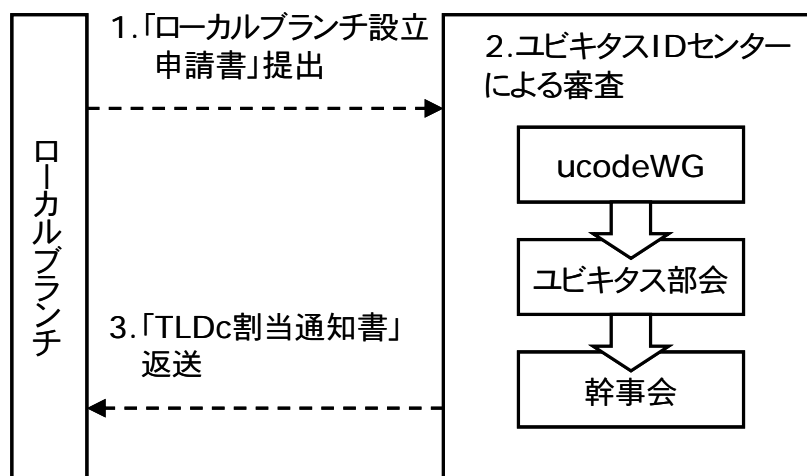 1.「ローカルブランチ設立
申請書」提出
2.ユビキタスIDセンター
による審査
ローカルブランチ
ucodeWG
ユビキタス部会
幹事会
3.「TLDc割当通知書」
返送